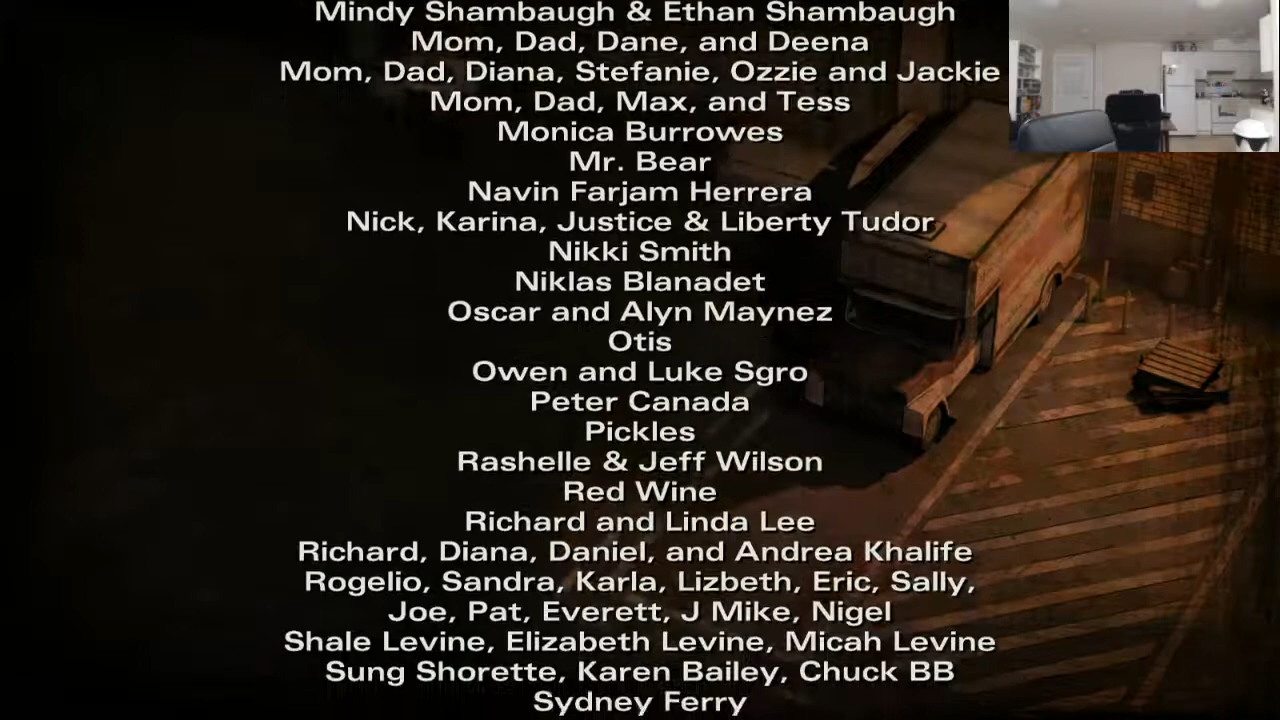 Mindy Shambaugh & Ethan Shambaugh
Mom, Dad, Dane, and Deena
Mom, Dad, Diana, Stefanie, Ozzie and Jackie
Mom, Dad, Max, and Tess
Monica Burrowes
Mr. Bear
Navin Farjam Herrera
Nick, Karina, Justice & Liberty Tudor
Nikki Smith
Niklas Blanadet
Oscar and Alyn Maynez
Otis
Owen and Luke Sgro
Peter Canada
Pickles
Rashelle & Jeff Wilson
Red Wine
Richard and Linda Lee
Richard, Diana, Daniel, and Andrea Khalife
Rogelio, Sandra, Karla, Lizbeth, Eric, Sally,
Joe, Pat, Everett, J Mike, Nigel
Shale Levine, Elizabeth Levine, Micah Levine
Sung Shorette, Karen Bailey, Chuck BB
Sydney Ferry